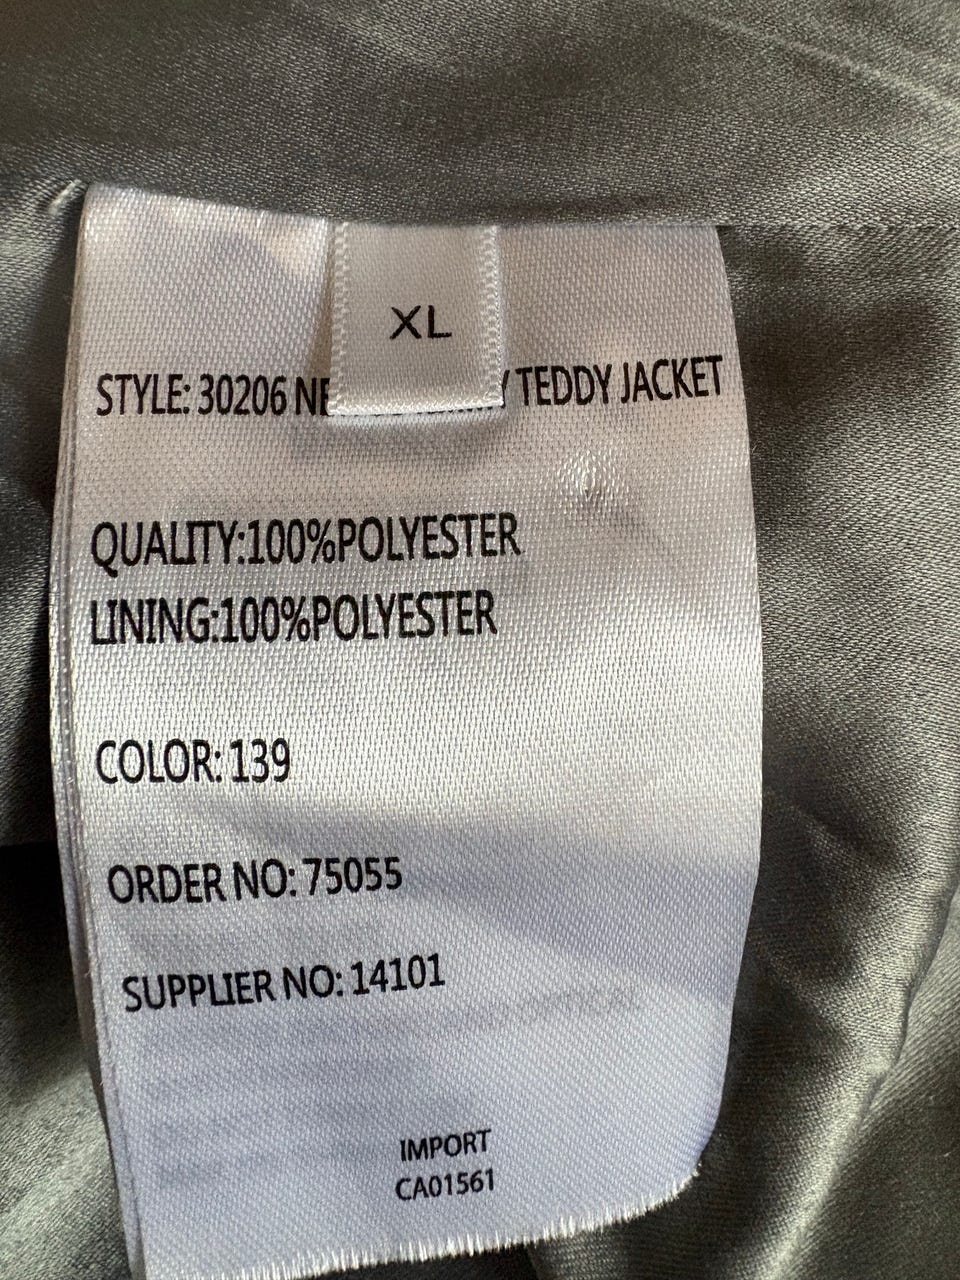 XL
STYLE: 30206 TEDDY JACKET
QUALITY:100%POLYESTER
LINING:100%POLYESTER
COLOR: 139
ORDER NO: 75055
SUPPLIER NO: 14101
IMPORT
CA01561